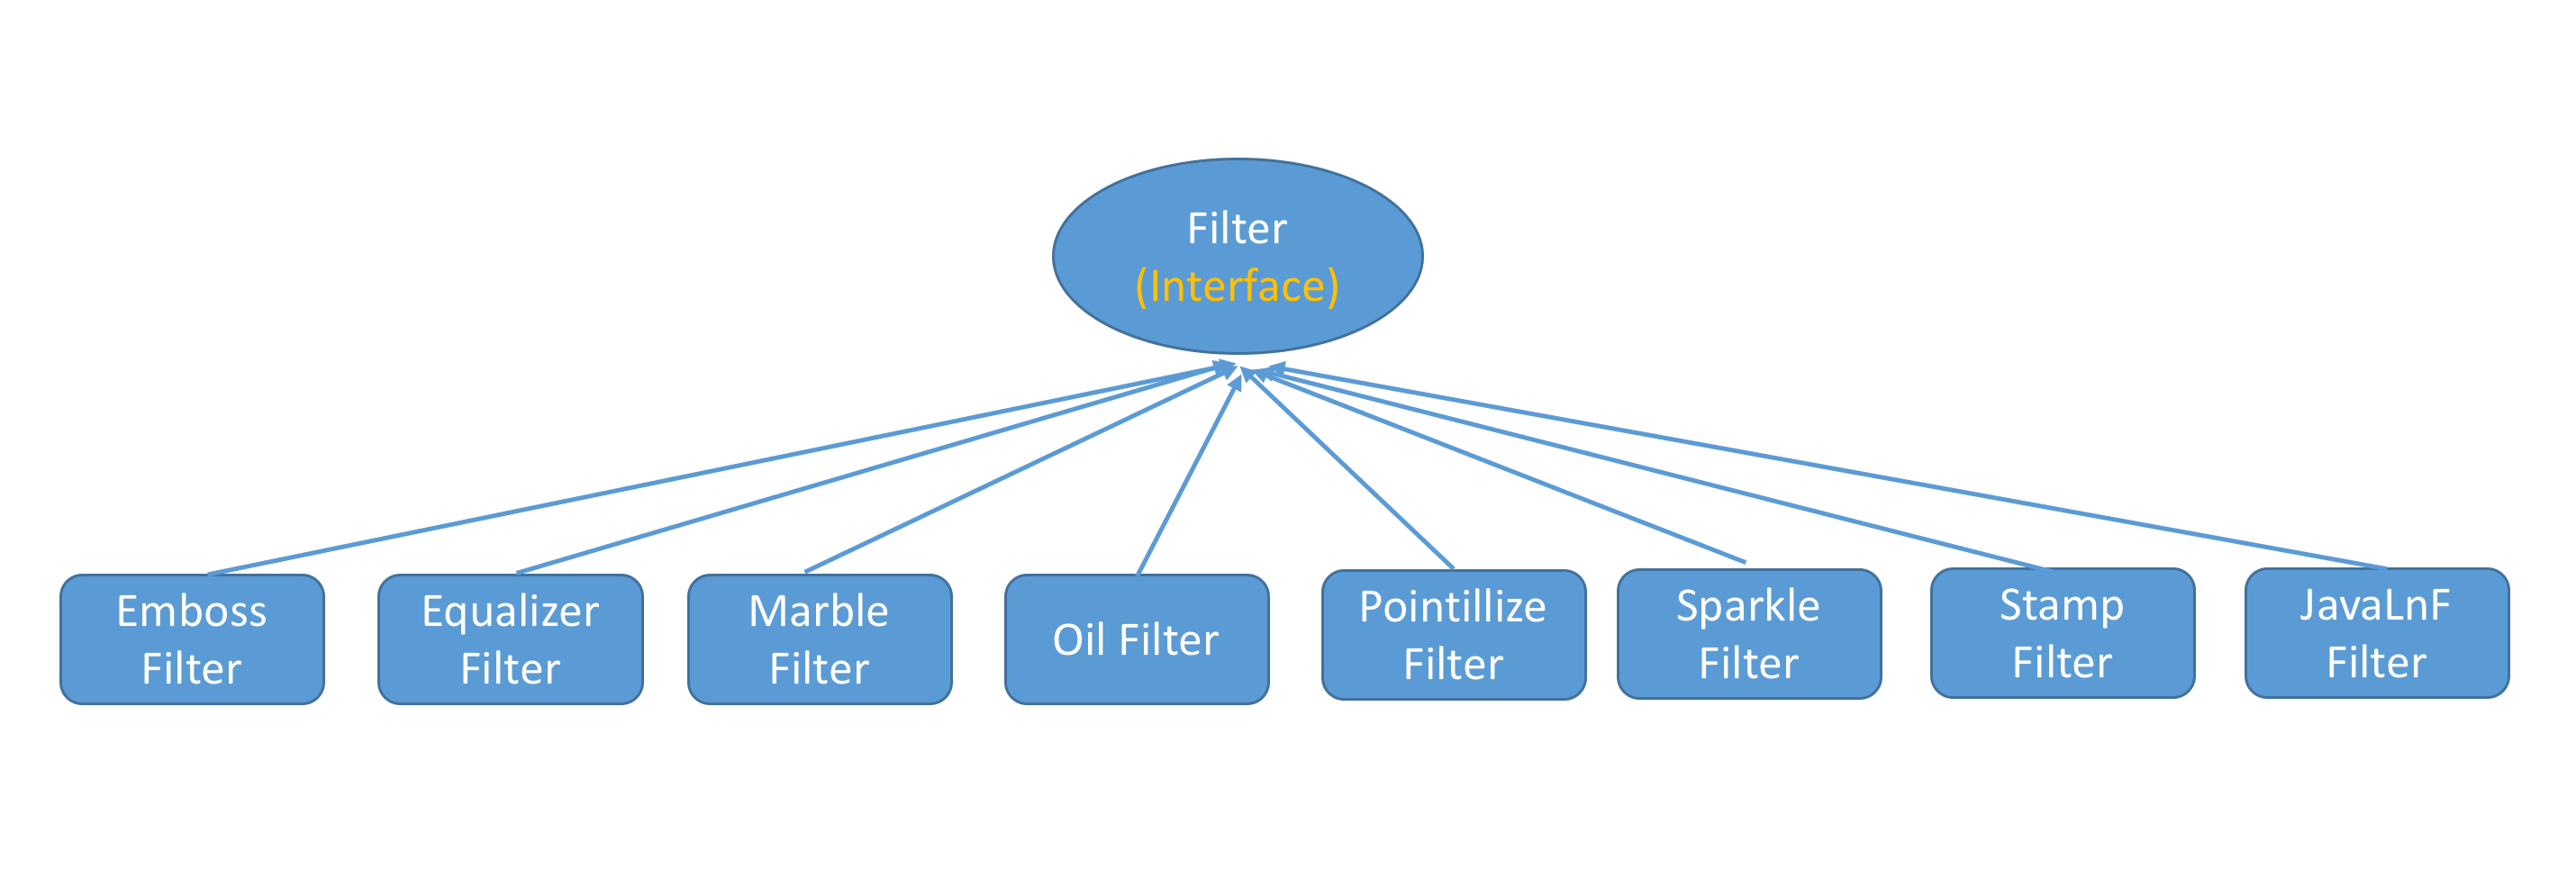 Filter
(Interface)
Emboss
Filter
Equalizer
Filter
Marble
Filter
Oil Filter
Pointillize
Filter
Sparkle
Filter
Stamp
Filter
JavaLnF
Filter